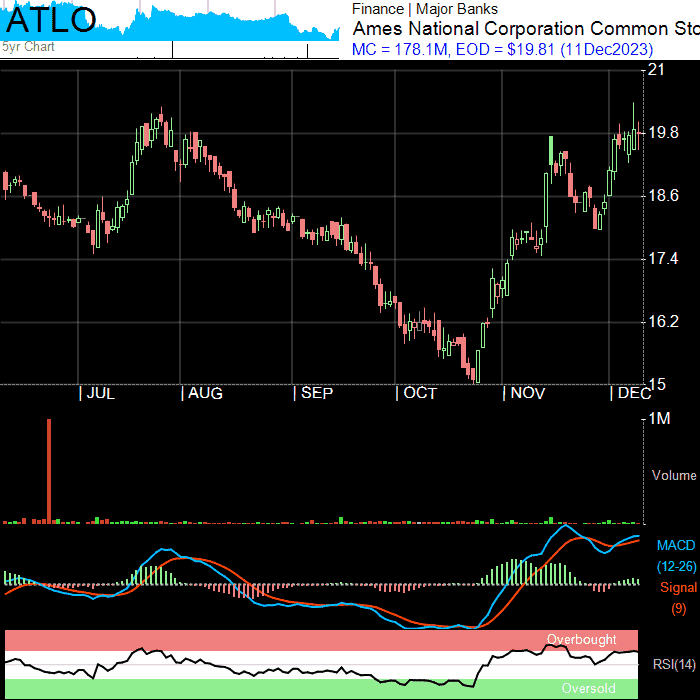 ATLO
5yr Chart
Finance | Major Banks
Ames National Corporation Common Sto
MC = 178.1M, EOD = $19.81 (11Dec2023)
21
19.8
18.6
17.4
16.2
15
JUL AUG SEP OCT NOV DEC
1M
Volume
MACD
(12-26)
Signal
(9)
Overbought
RSI(14)
Oversold